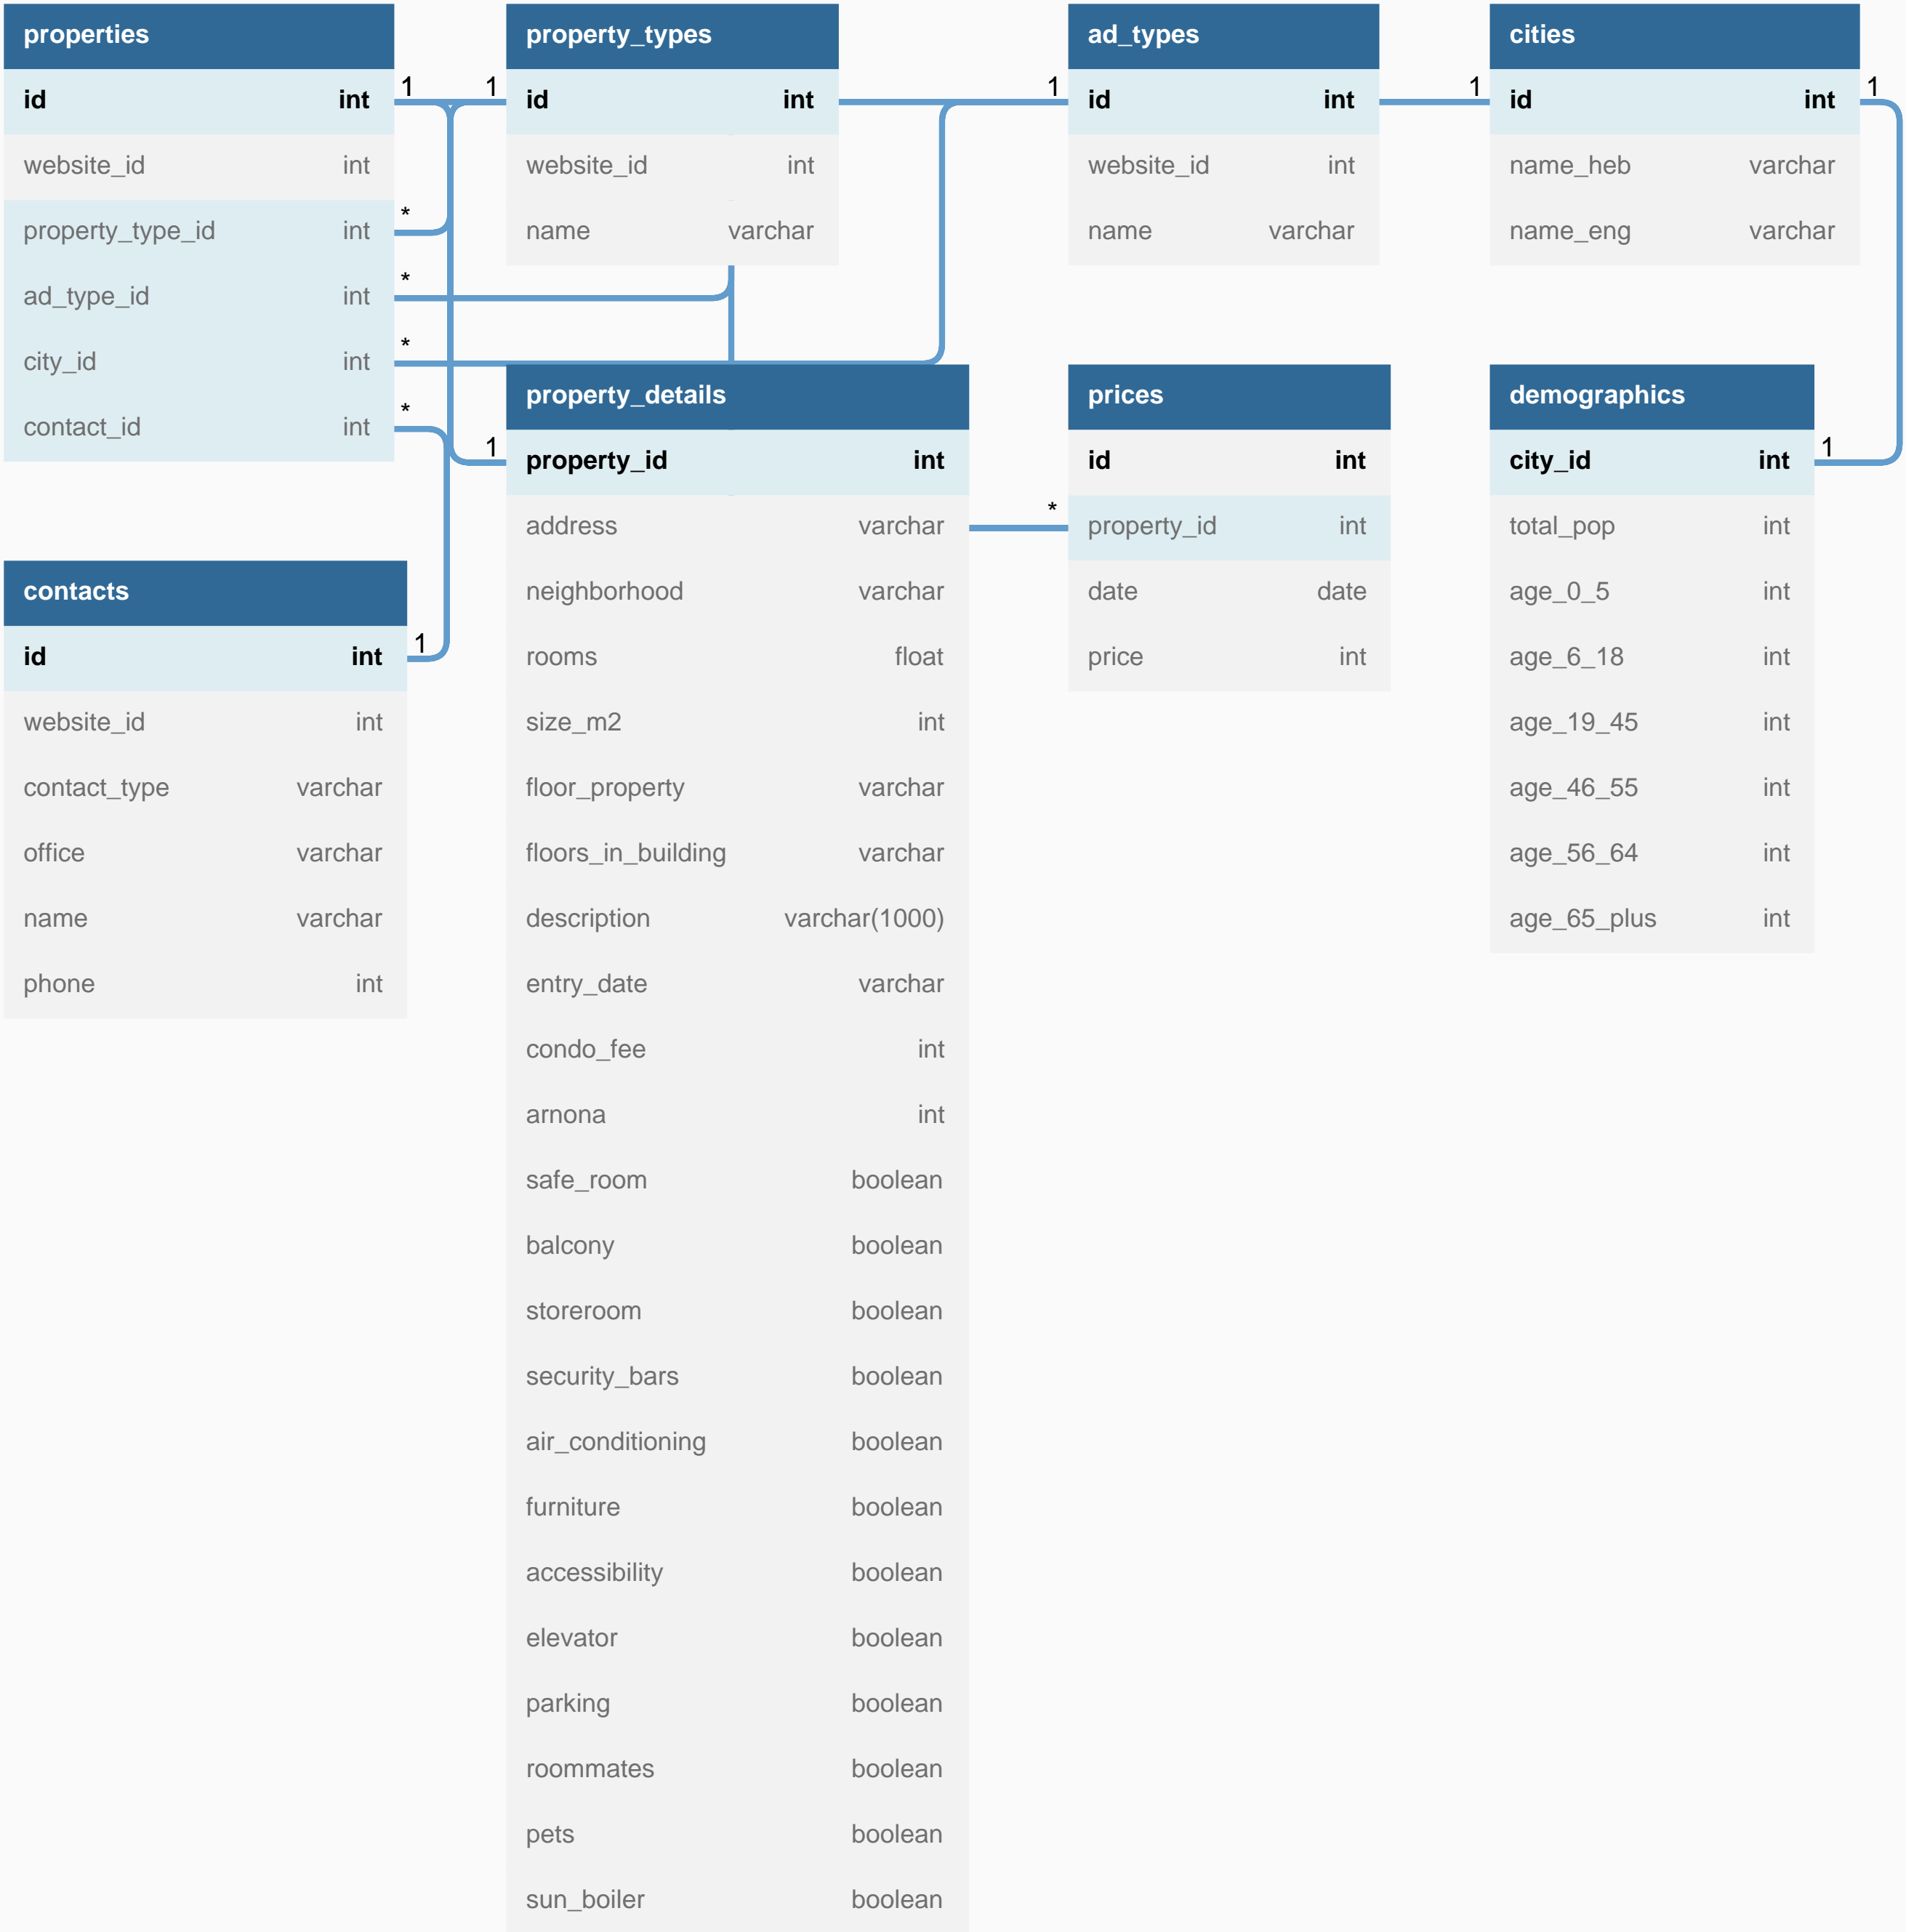 properties
id int
website_id int
property_type_id int
ad_type_id int
city_id int
contact_id int
1
*
*
*
*
property_types
id int
website_id int
name varchar
1
ad_types
id int
website_id int
name varchar
1
cities
id int
name_heb varchar
name_eng varchar
1
1
contacts
id int
website_id int
contact_type varchar
office varchar
name varchar
phone int
1
property_details
property_id int
address varchar
neighborhood varchar
rooms float
size_m2 int
floor_property varchar
floors_in_building varchar
description varchar(1000)
entry_date varchar
condo_fee int
arnona int
safe_room boolean
balcony boolean
storeroom boolean
security_bars boolean
air_conditioning boolean
furniture boolean
accessibility boolean
elevator boolean
parking boolean
roommates boolean
pets boolean
sun_boiler boolean
1
prices
id int
property_id int
date date
price int
*
demographics
city_id int
total_pop int
age_0_5 int
age_6_18 int
age_19_45 int
age_46_55 int
age_56_64 int
age_65_plus int
1